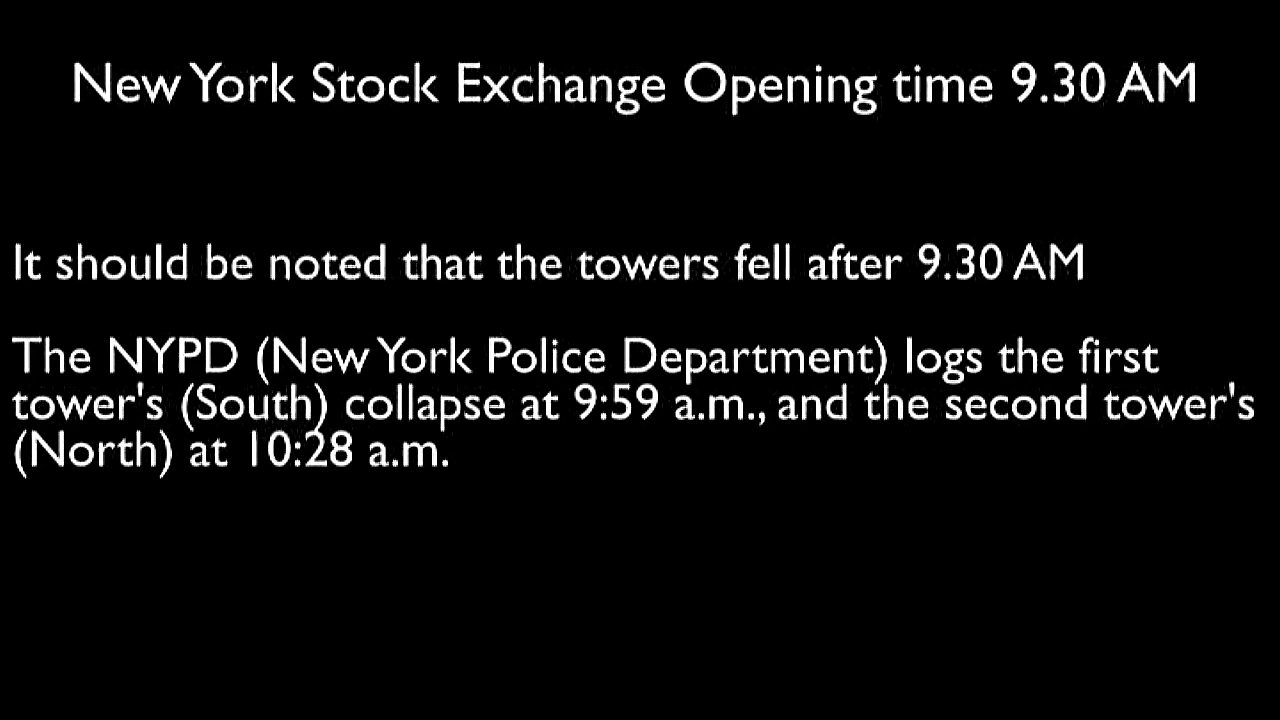 New York Stock Exchange Opening time 9.30 AM
It should be noted that the towers fell after 9.30 AM
The NYPD (New York Police Department) logs the first
tower's (South) collapse at 9:59 a.m., and the second tower's
(North) at 10:28 a.m.